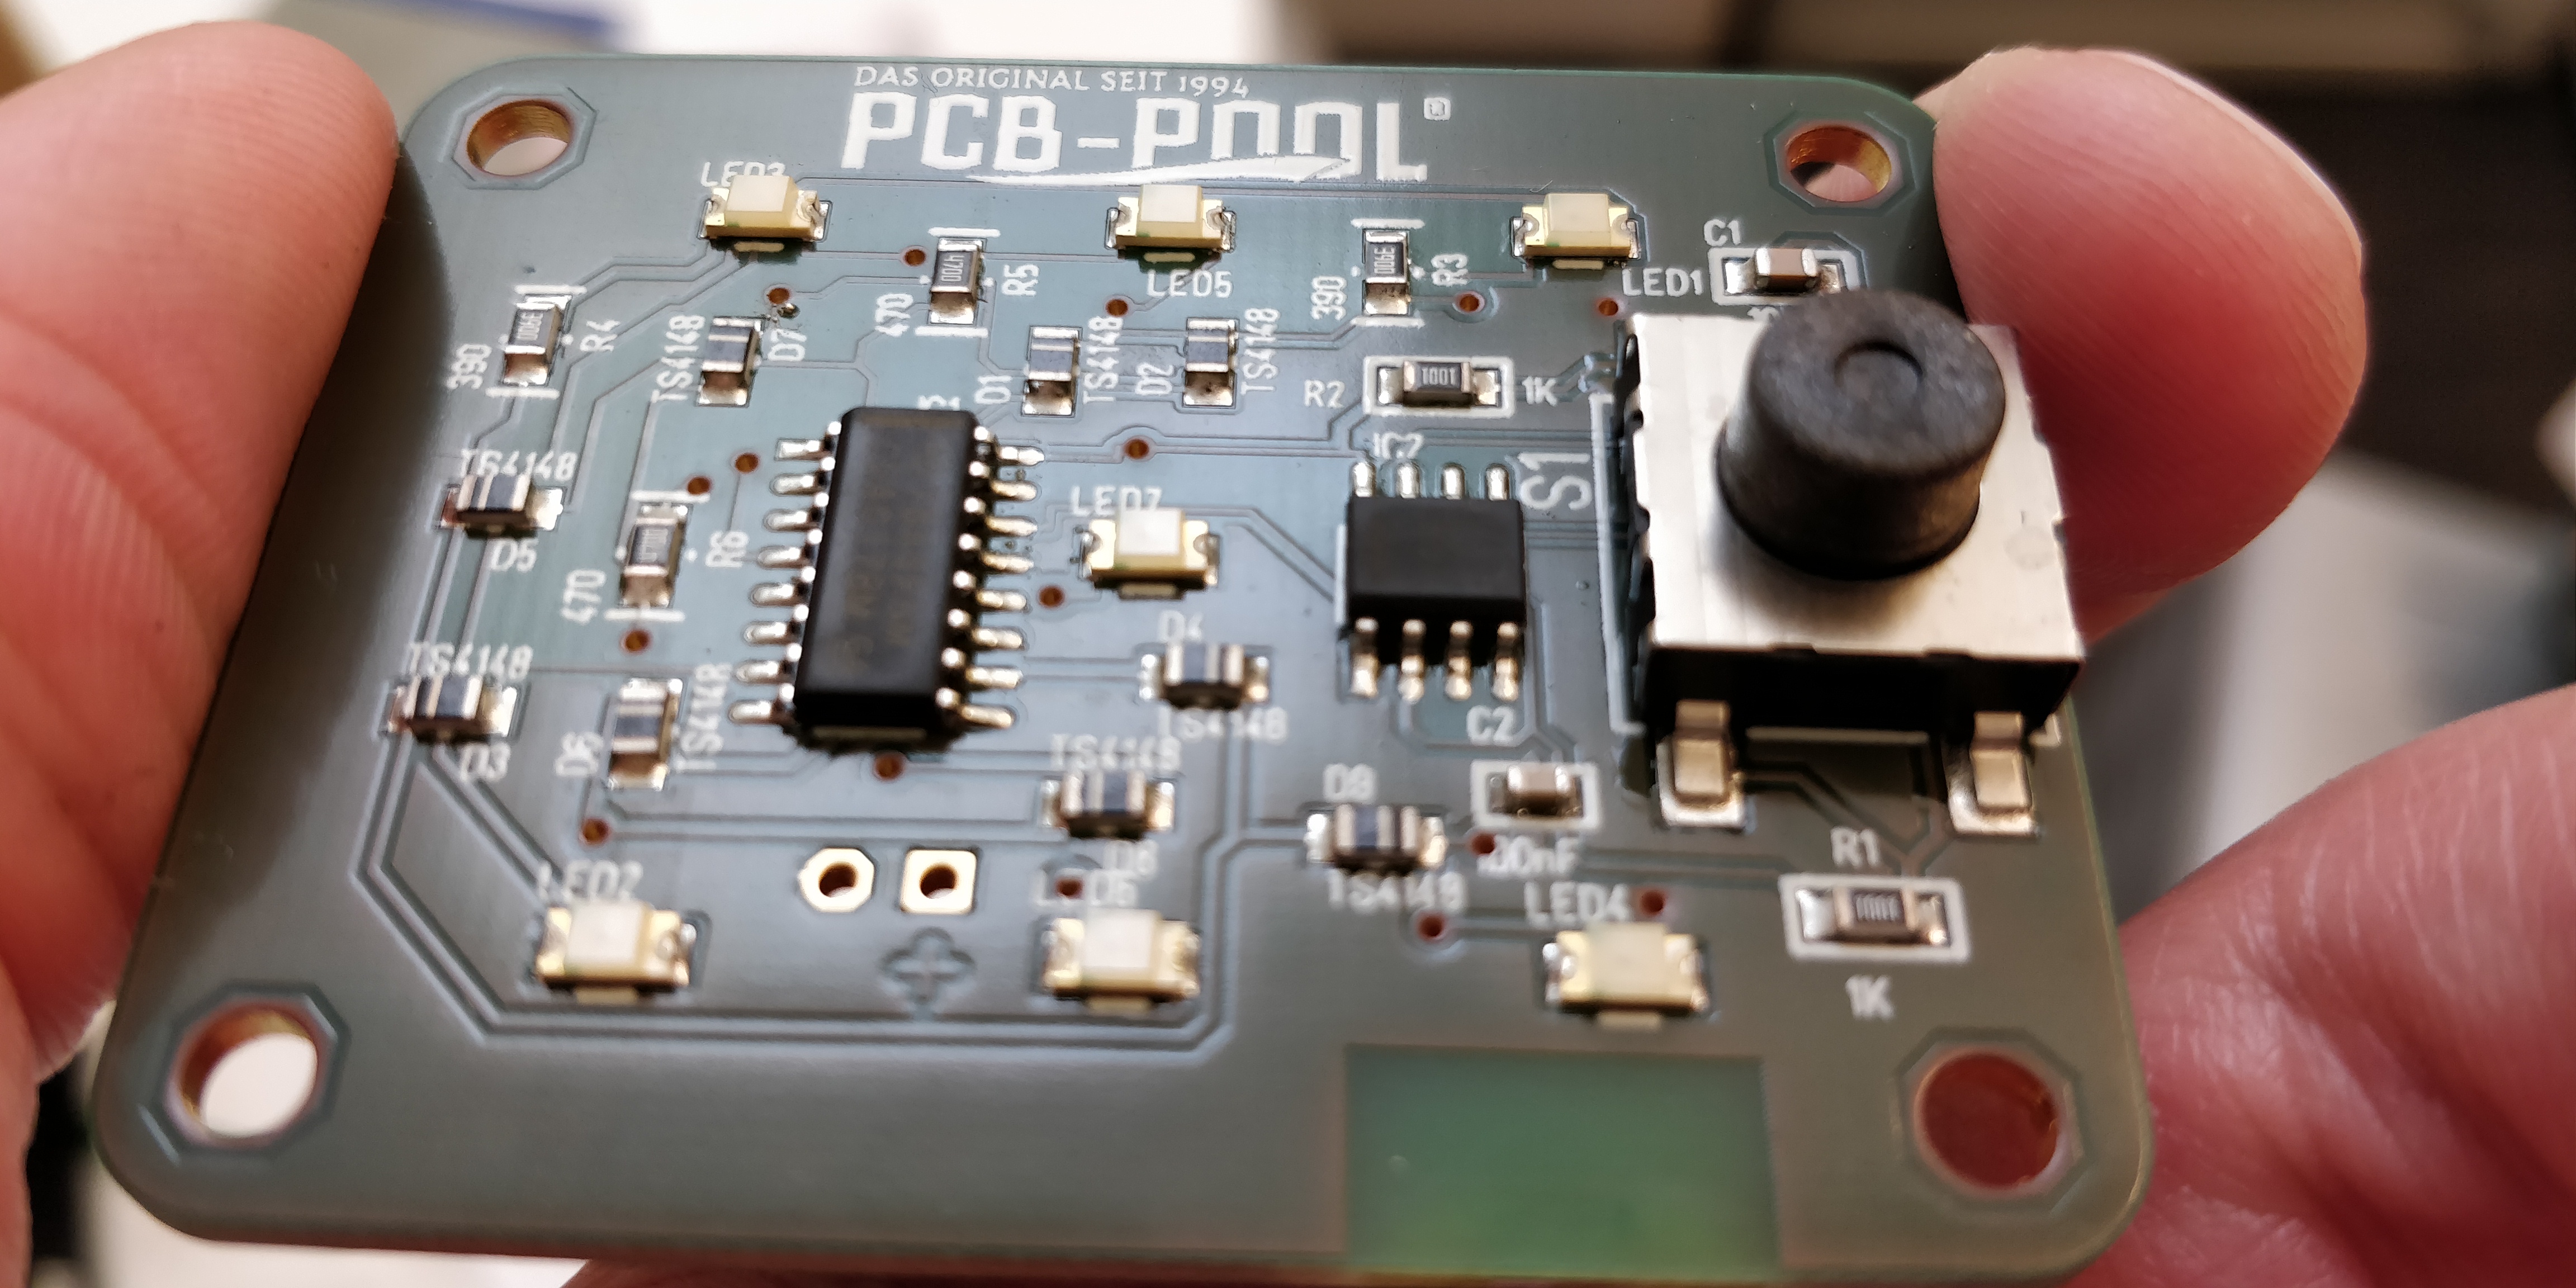 DAS ORIGINAL SEIT 1994
PCB-POOL®
LED3
C1
R5
LED5
R3
LED1
390
470
390
R4
TS4148
D7
D1
TS4148
D2
TS4148
R2
1001
1K
TS4148
D5
470
R6
LED7
S1
D4
TS4148
TS4148
D3
D6
TS4148
C2
TS4148
D8
TS4148
R1
1K
LED2
LED6
LED4